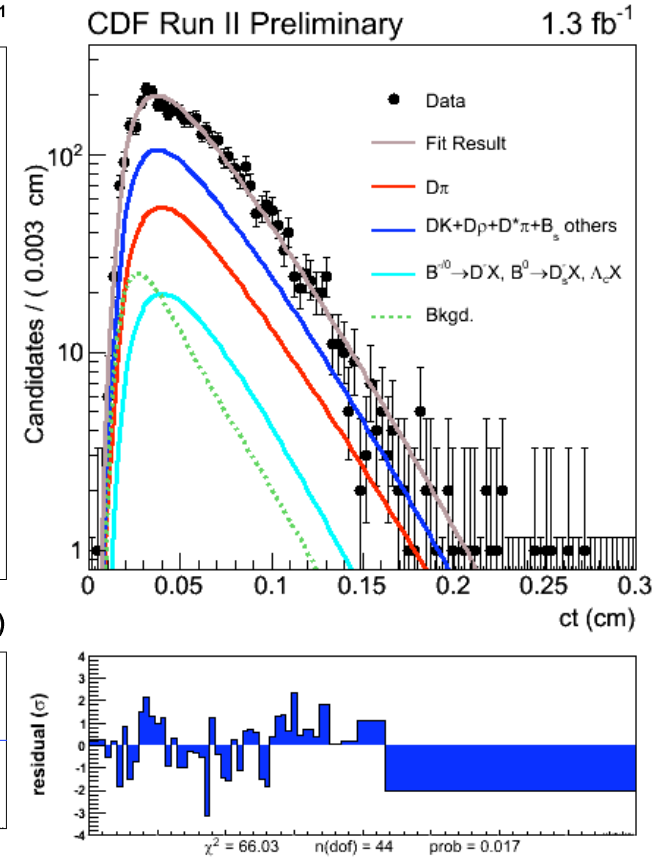 1
CDF Run II Preliminary 1.3 fb⁻¹
Candidates / ( 0.003 cm)
10²
10
1
Data
Fit Result
Dπ
DK+Dρ+D*π+Bₛ others
B⁻/⁰→D⁻X, B⁰→Dₛ⁻X, Λ꜀X
Bkgd.
0 0.05 0.1 0.15 0.2 0.25 0.3
ct (cm)
)
residual (σ)
4
3
2
1
0
-1
-2
-3
-4
χ² = 66.03 n(dof) = 44 prob = 0.017